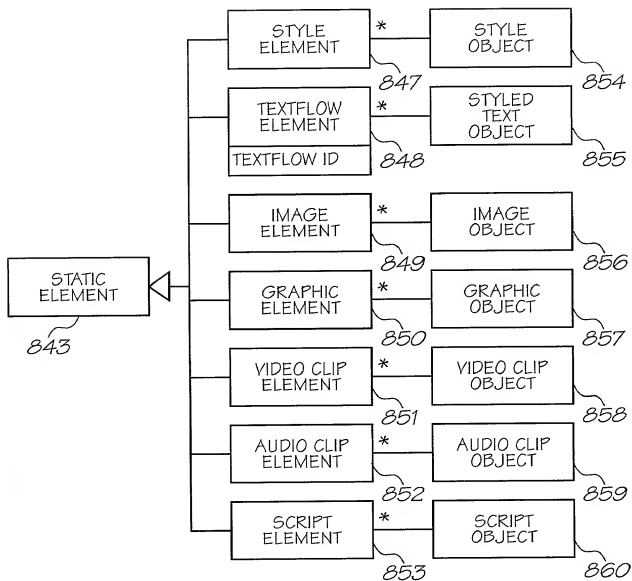 STYLE
ELEMENT
*
STYLE
OBJECT
847
854
TEXTFLOW
ELEMENT
*
STYLED
TEXT
OBJECT
848
855
TEXTFLOW ID
IMAGE
ELEMENT
*
IMAGE
OBJECT
849
856
STATIC
ELEMENT
843
GRAPHIC
ELEMENT
*
GRAPHIC
OBJECT
850
857
VIDEO CLIP
ELEMENT
*
VIDEO CLIP
OBJECT
851
858
AUDIO CLIP
ELEMENT
*
AUDIO CLIP
OBJECT
852
859
SCRIPT
ELEMENT
*
SCRIPT
OBJECT
853
860